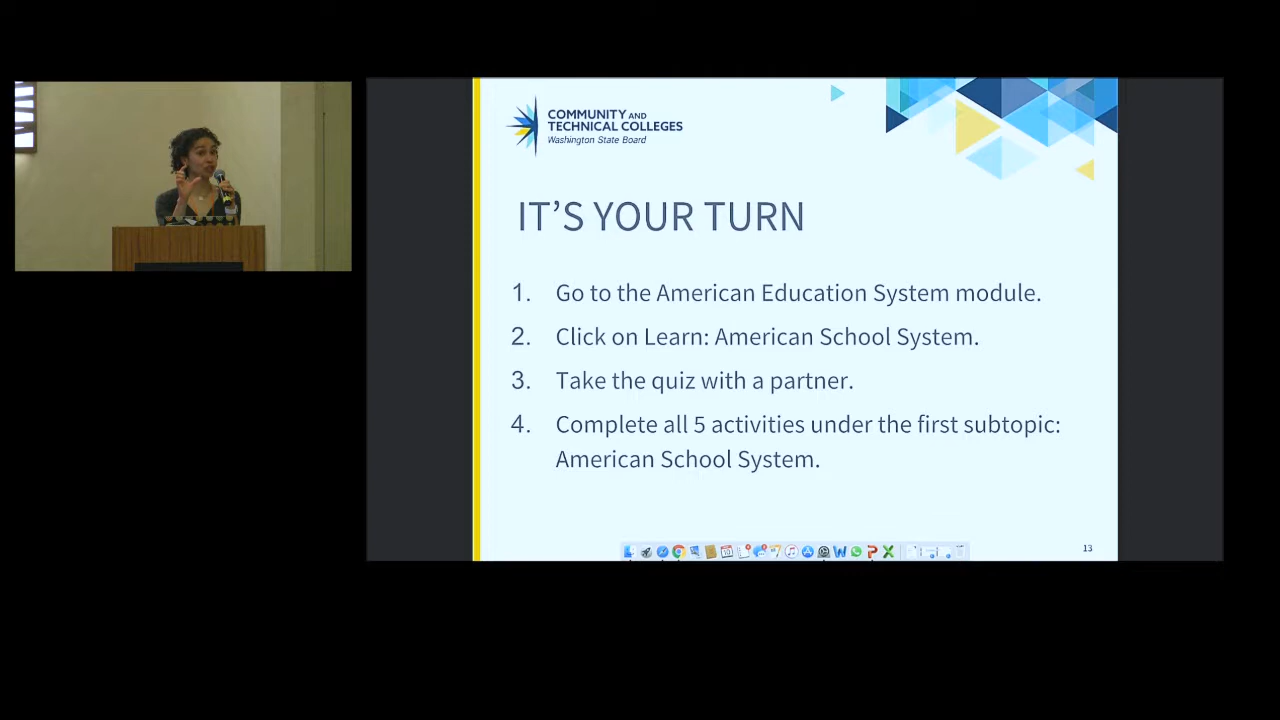 COMMUNITY AND
TECHNICAL COLLEGES
Washington State Board
IT’S YOUR TURN
1. Go to the American Education System module.
2. Click on Learn: American School System.
3. Take the quiz with a partner.
4. Complete all 5 activities under the first subtopic:
American School System.
13